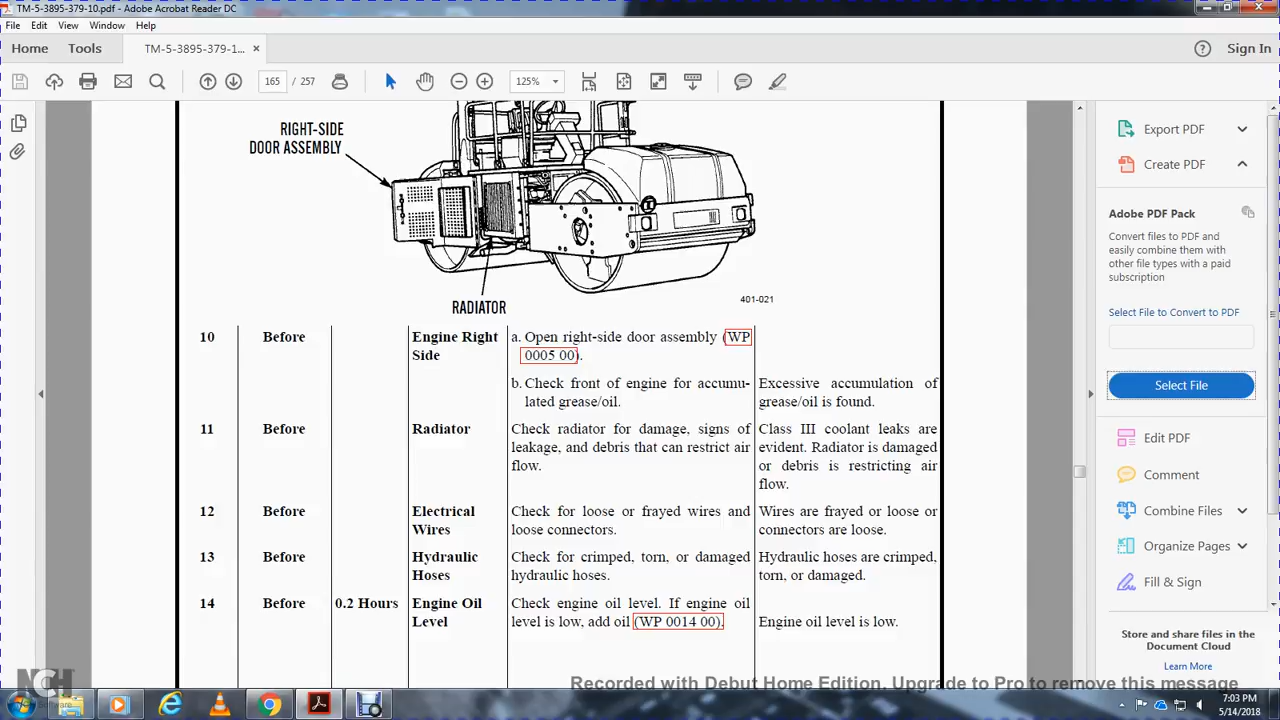 TM-5-3895-379-10.pdf - Adobe Acrobat Reader DC
File Edit View Window Help
Home Tools TM-5-3895-379-1... × Sign In
165 / 257 125%
RIGHT-SIDE
DOOR ASSEMBLY
RADIATOR
401-021
10 Before Engine Right a. Open right-side door assembly (WP
Side 0005 00).
b. Check front of engine for accumu- Excessive accumulation of
lated grease/oil. grease/oil is found.
11 Before Radiator Check radiator for damage, signs of Class III coolant leaks are
leakage, and debris that can restrict air evident. Radiator is damaged
flow. or debris is restricting air
flow.
12 Before Electrical Check for loose or frayed wires and Wires are frayed or loose or
Wires loose connectors. connectors are loose.
13 Before Hydraulic Check for crimped, torn, or damaged Hydraulic hoses are crimped,
Hoses hydraulic hoses. torn, or damaged.
14 Before 0.2 Hours Engine Oil Check engine oil level. If engine oil
Level level is low, add oil (WP 0014 00). Engine oil level is low.
Export PDF
Create PDF
Adobe PDF Pack
Convert files to PDF and
easily combine them with
other file types with a paid
subscription
Select File to Convert to PDF
Select File
Edit PDF
Comment
Combine Files
Organize Pages
Fill & Sign
Store and share files in the
Document Cloud
Learn More
NCH
Software
Recorded with Debut Home Edition. Upgrade to Pro to remove this message
7:03 PM
5/14/2018